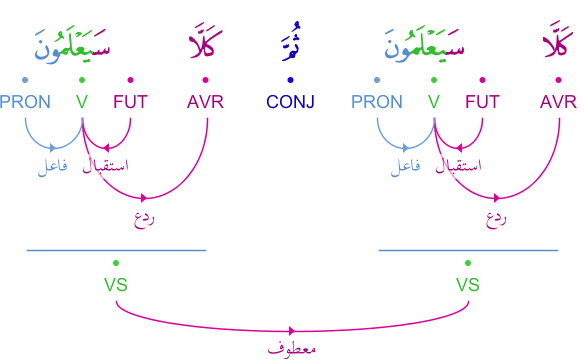 كَلَّا سَيَعْلَمُونَ ثُمَّ كَلَّا سَيَعْلَمُونَ
PRON V FUT AVR CONJ PRON V FUT AVR
فاعل استقبال فاعل استقبال
ردع ردع
VS VS
معطوف